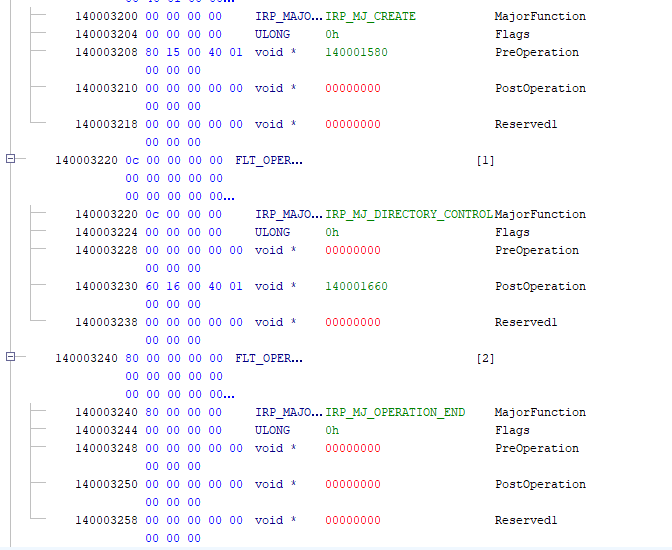 140003200 00 00 00 00 IRP_MAJO... IRP_MJ_CREATE MajorFunction
140003204 00 00 00 00 ULONG 0h Flags
140003208 80 15 00 40 01 void * 140001580 PreOperation
00 00 00
140003210 00 00 00 00 00 void * 00000000 PostOperation
00 00 00
140003218 00 00 00 00 00 void * 00000000 Reserved1
00 00 00
140003220 0c 00 00 00 00 FLT_OPER... [1]
00 00 00 00 00
00 00 00 00 00...
140003220 0c 00 00 00 IRP_MAJO... IRP_MJ_DIRECTORY_CONTROL MajorFunction
140003224 00 00 00 00 ULONG 0h Flags
140003228 00 00 00 00 00 void * 00000000 PreOperation
00 00 00
140003230 60 16 00 40 01 void * 140001660 PostOperation
00 00 00
140003238 00 00 00 00 00 void * 00000000 Reserved1
00 00 00
140003240 80 00 00 00 00 FLT_OPER... [2]
00 00 00 00 00
00 00 00 00 00...
140003240 80 00 00 00 IRP_MAJO... IRP_MJ_OPERATION_END MajorFunction
140003244 00 00 00 00 ULONG 0h Flags
140003248 00 00 00 00 00 void * 00000000 PreOperation
00 00 00
140003250 00 00 00 00 00 void * 00000000 PostOperation
00 00 00
140003258 00 00 00 00 00 void * 00000000 Reserved1
00 00 00